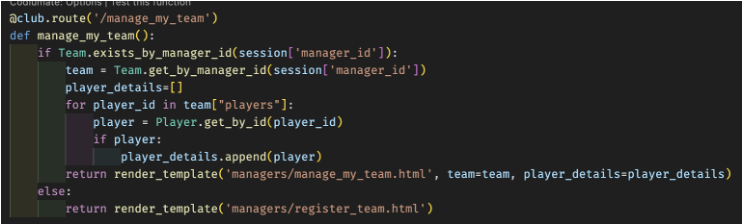 Codiumate: Options | Test this function
@club.route('/manage_my_team')
def manage_my_team():
    if Team.exists_by_manager_id(session['manager_id']):
        team = Team.get_by_manager_id(session['manager_id'])
        player_details=[]
        for player_id in team["players"]:
            player = Player.get_by_id(player_id)
            if player:
                player_details.append(player)
        return render_template('managers/manage_my_team.html', team=team, player_details=player_details)
    else:
        return render_template('managers/register_team.html')